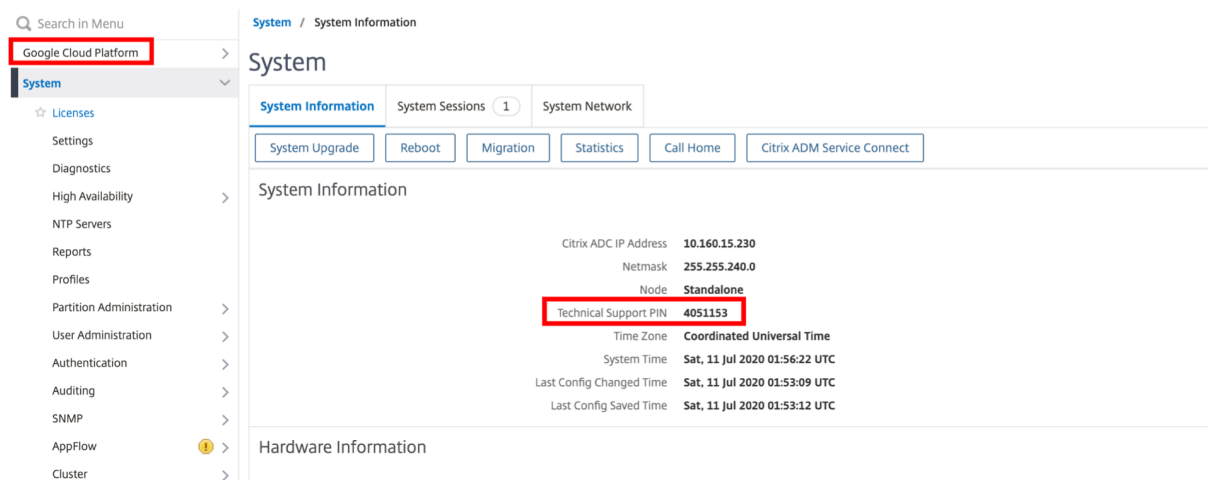 Search in Menu
Google Cloud Platform
System
Licenses
Settings
Diagnostics
High Availability
NTP Servers
Reports
Profiles
Partition Administration
User Administration
Authentication
Auditing
SNMP
AppFlow
Cluster
System / System Information
System
System Information System Sessions 1 System Network
System Upgrade Reboot Migration Statistics Call Home Citrix ADM Service Connect
System Information
Citrix ADC IP Address 10.160.15.230
Netmask 255.255.240.0
Node Standalone
Technical Support PIN 4051153
Time Zone Coordinated Universal Time
System Time Sat, 11 Jul 2020 01:56:22 UTC
Last Config Changed Time Sat, 11 Jul 2020 01:53:09 UTC
Last Config Saved Time Sat, 11 Jul 2020 01:53:12 UTC
Hardware Information